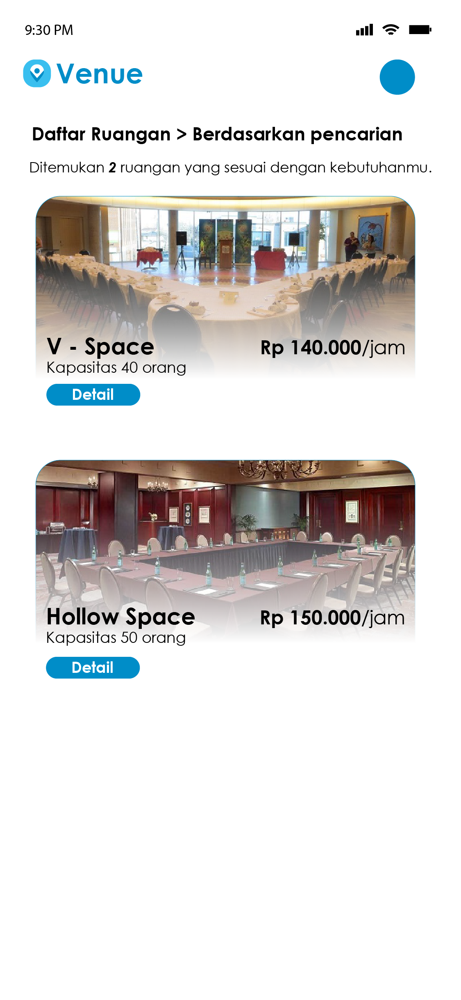 9:30 PM
Venue
Daftar Ruangan > Berdasarkan pencarian
Ditemukan 2 ruangan yang sesuai dengan kebutuhanmu.
V - Space
Rp 140.000/jam
Kapasitas 40 orang
Detail
Hollow Space
Rp 150.000/jam
Kapasitas 50 orang
Detail